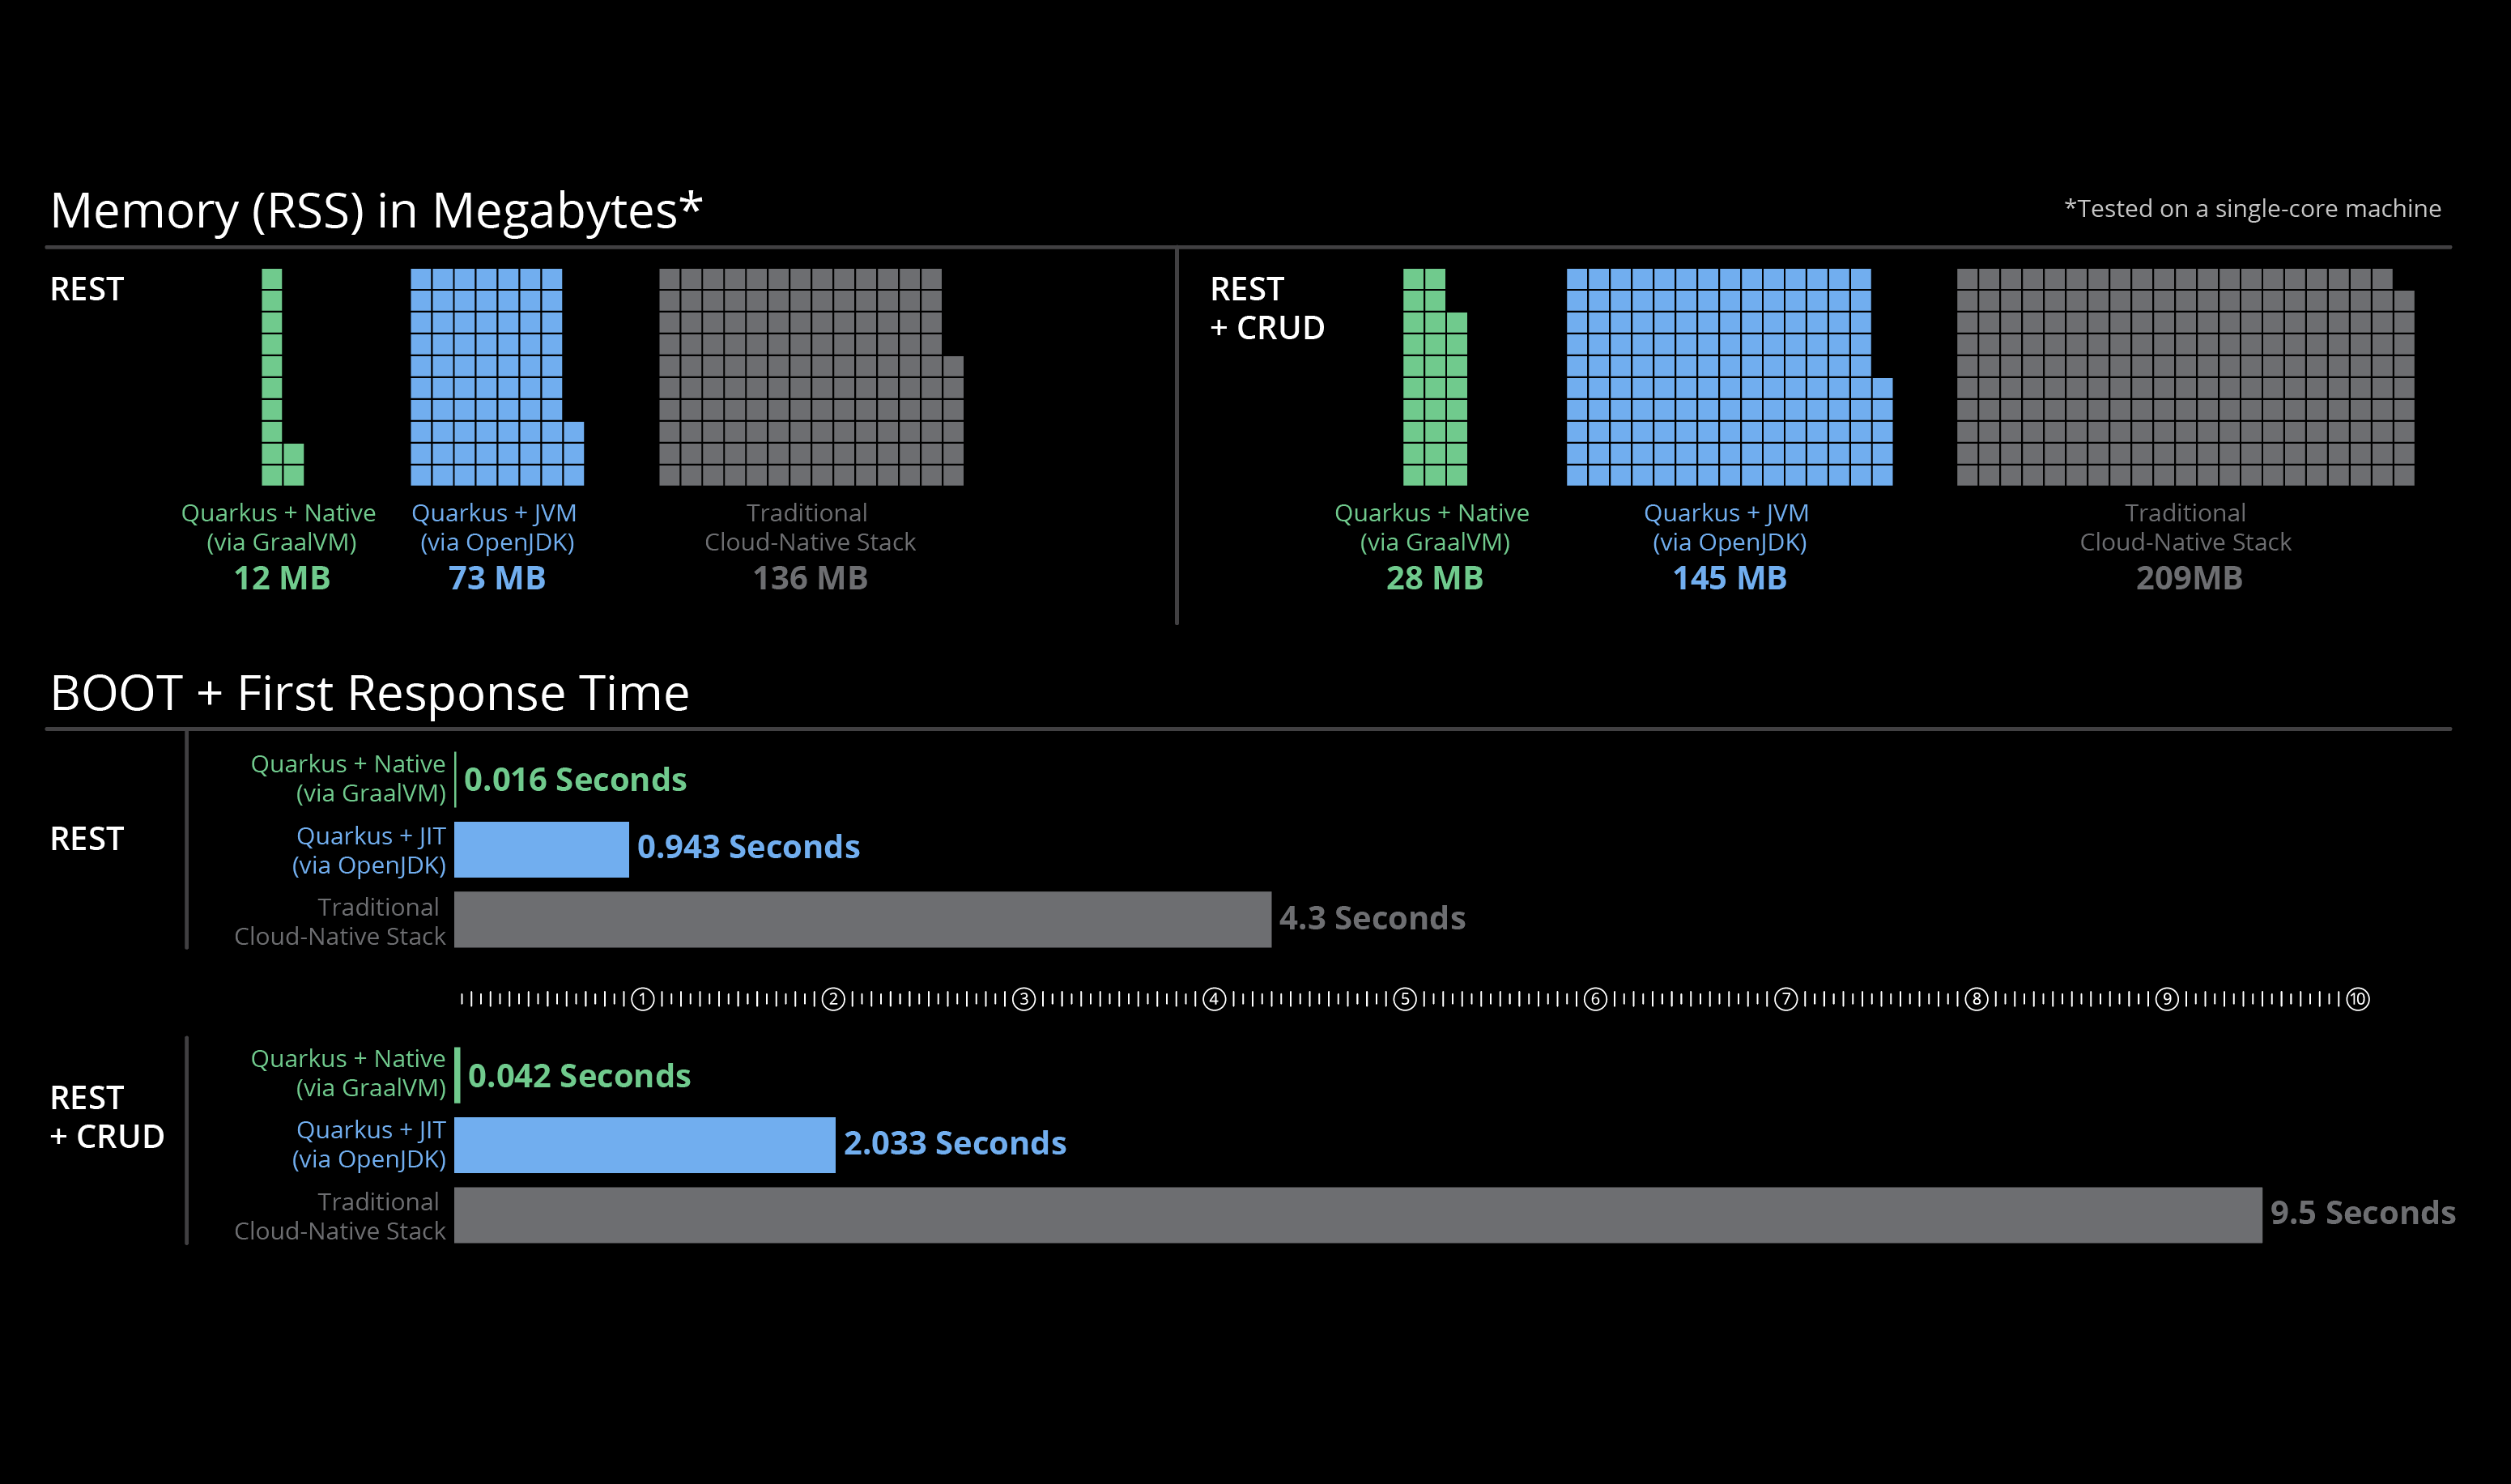 Memory (RSS) in Megabytes*
*Tested on a single-core machine
REST
Quarkus + Native
(via GraalVM)
12 MB
Quarkus + JVM
(via OpenJDK)
73 MB
Traditional
Cloud-Native Stack
136 MB
REST
+ CRUD
Quarkus + Native
(via GraalVM)
28 MB
Quarkus + JVM
(via OpenJDK)
145 MB
Traditional
Cloud-Native Stack
209MB
BOOT + First Response Time
REST
Quarkus + Native
(via GraalVM)
0.016 Seconds
Quarkus + JIT
(via OpenJDK)
0.943 Seconds
Traditional
Cloud-Native Stack
4.3 Seconds
1 2 3 4 5 6 7 8 9 10
REST
+ CRUD
Quarkus + Native
(via GraalVM)
0.042 Seconds
Quarkus + JIT
(via OpenJDK)
2.033 Seconds
Traditional
Cloud-Native Stack
9.5 Seconds